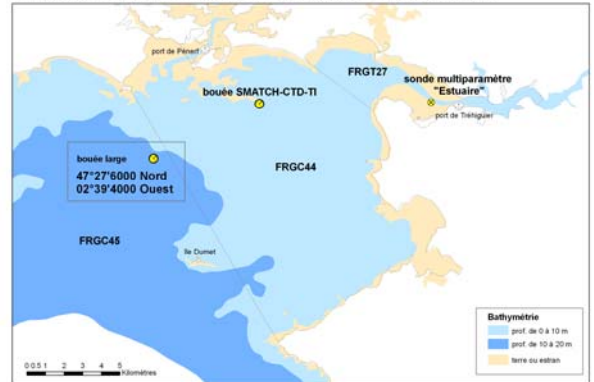 port de Pénerf
FRGT27
sonde multiparamètre
"Estuaire"
bouée SMATCH-CTD-TI
port de Tréhiguier
bouée large
47°27'6000 Nord
02°39'4000 Ouest
FRGC44
FRGC45
île Dumet
Bathymétrie
prof. de 0 à 10 m
prof. de 10 à 20 m
terre ou estran
0 0.5 1 2 3 4 5
Kilomètres